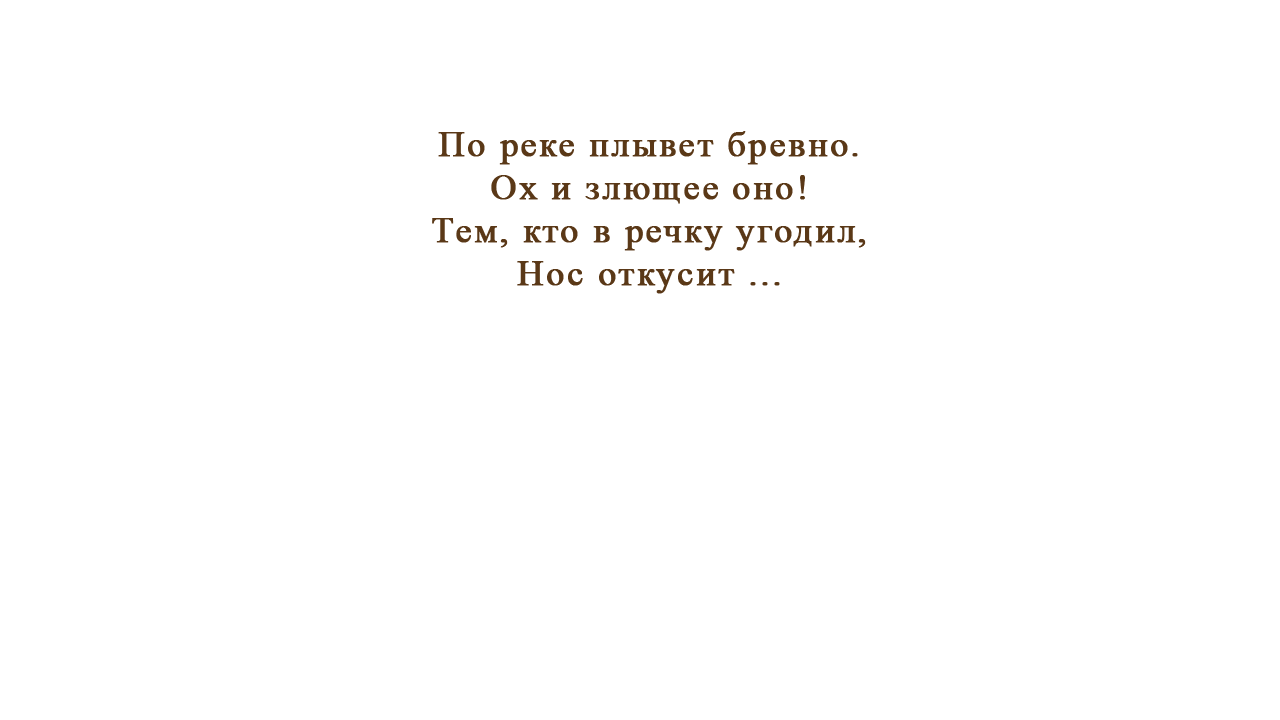 По реке плывет бревно.
Ох и злющее оно!
Тем, кто в речку угодил,
Нос откусит ...